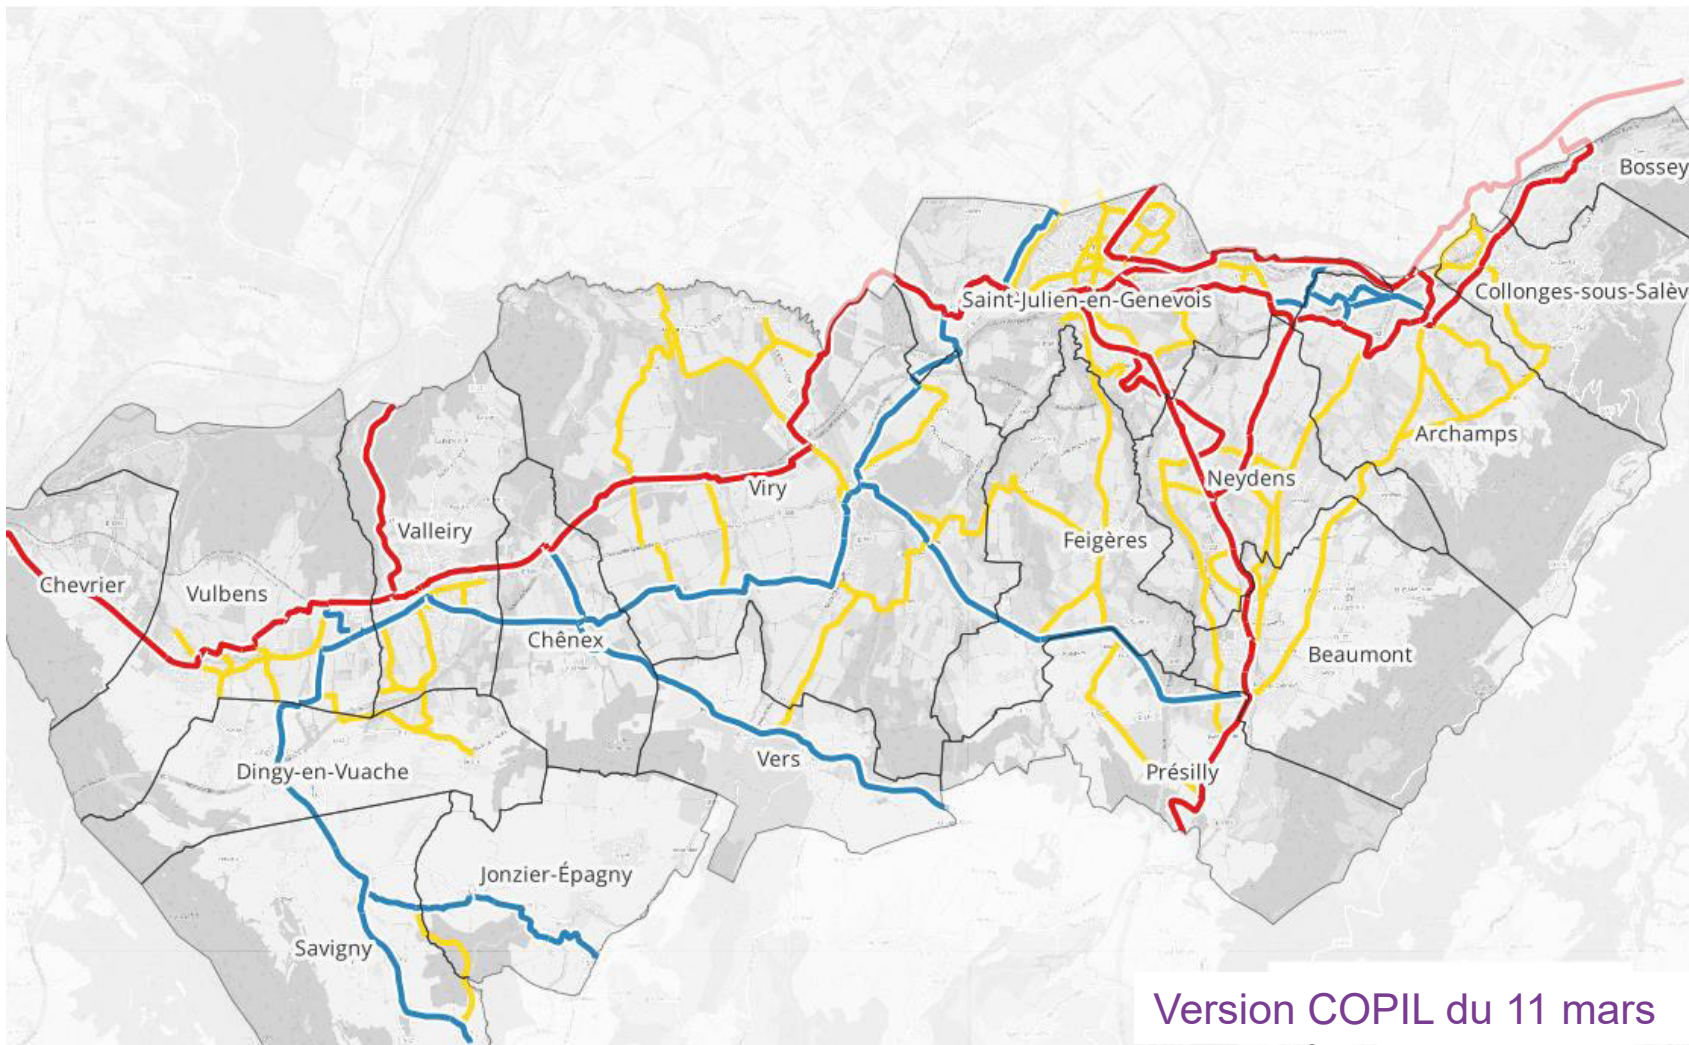 Bossey
Collonges-sous-Salèv
Saint-Julien-en-Genevois
Archamps
Neydens
Viry
Valleiry
Feigères
Chevrier
Vulbens
Chênex
Beaumont
Vers
Dingy-en-Vuache
Présilly
Jonzier-Épagny
Savigny
Version COPIL du 11 mars